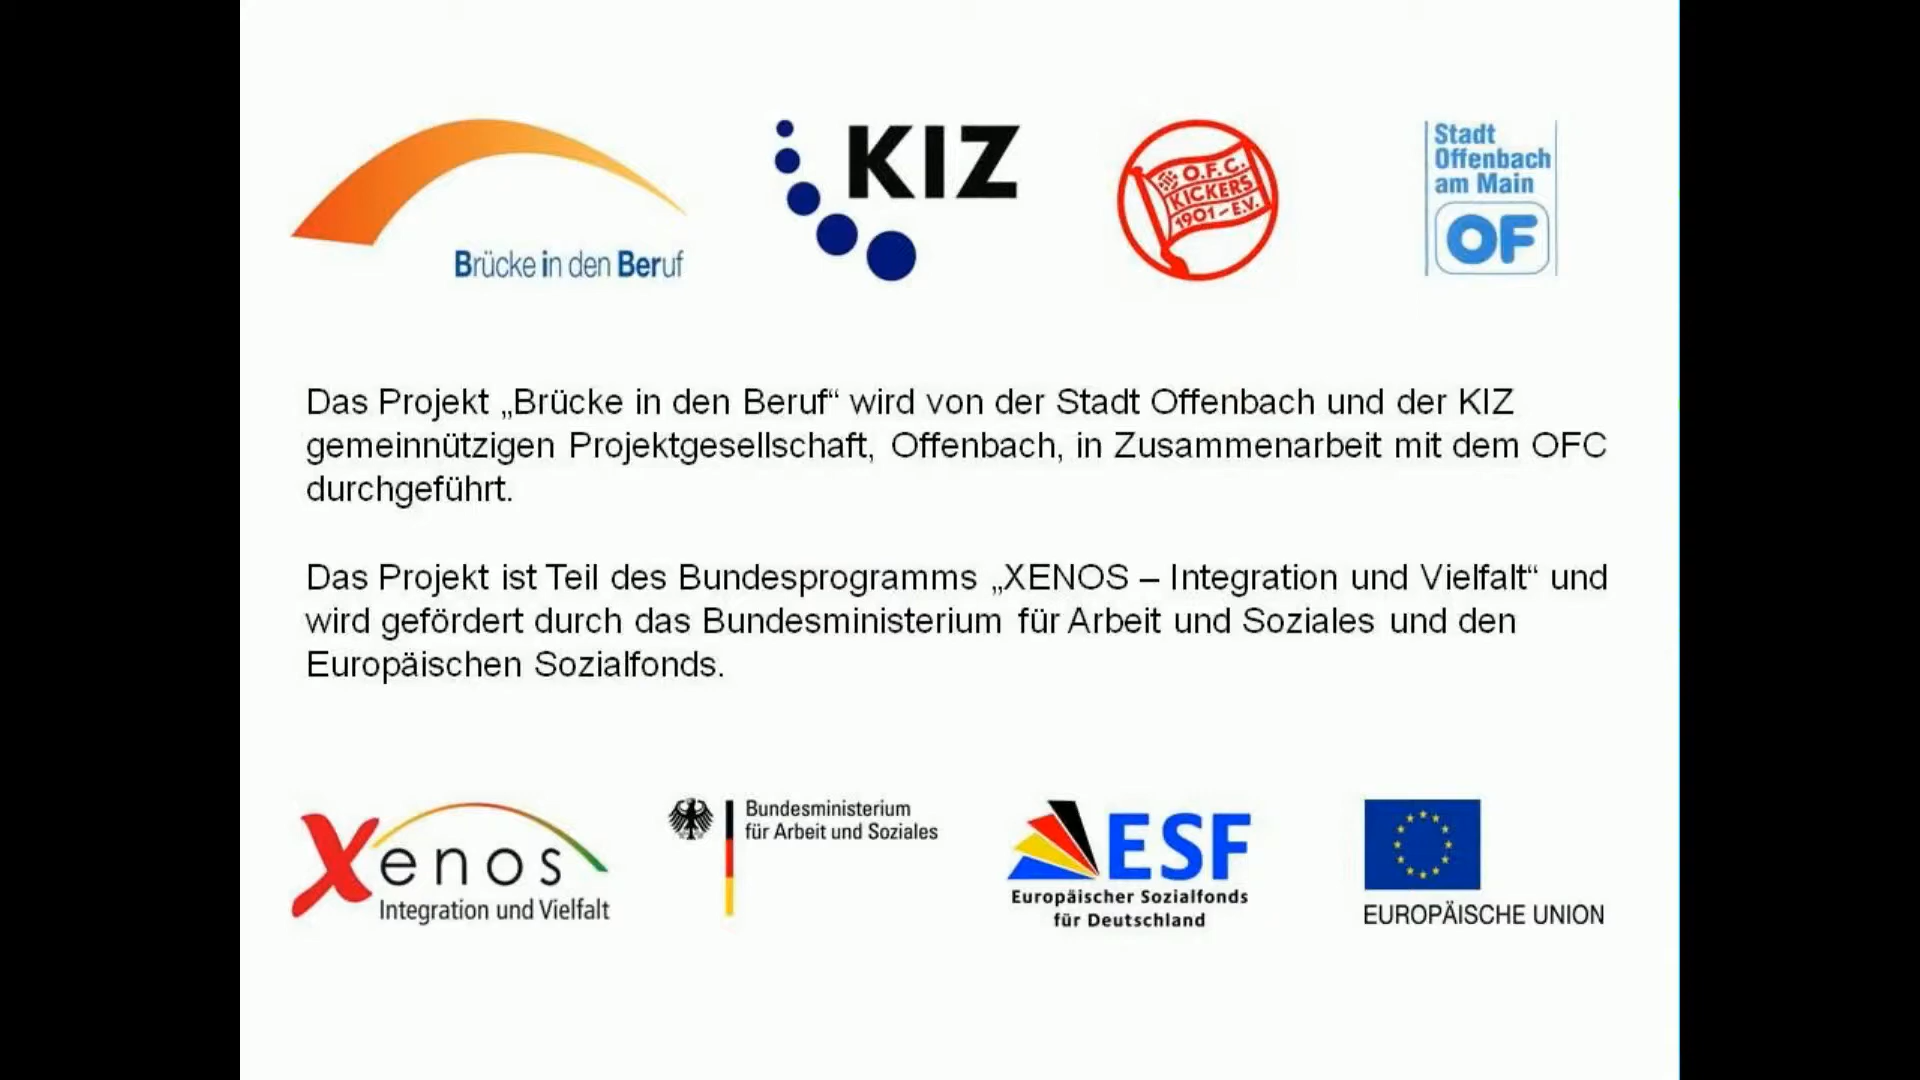 Brücke in den Beruf
KIZ
O.F.C.
KICKERS
1901 - E.V.
Stadt
Offenbach
am Main
OF
Das Projekt „Brücke in den Beruf“ wird von der Stadt Offenbach und der KIZ
gemeinnützigen Projektgesellschaft, Offenbach, in Zusammenarbeit mit dem OFC
durchgeführt.
Das Projekt ist Teil des Bundesprogramms „XENOS – Integration und Vielfalt“ und
wird gefördert durch das Bundesministerium für Arbeit und Soziales und den
Europäischen Sozialfonds.
Xenos
Integration und Vielfalt
Bundesministerium
für Arbeit und Soziales
ESF
Europäischer Sozialfonds
für Deutschland
EUROPÄISCHE UNION